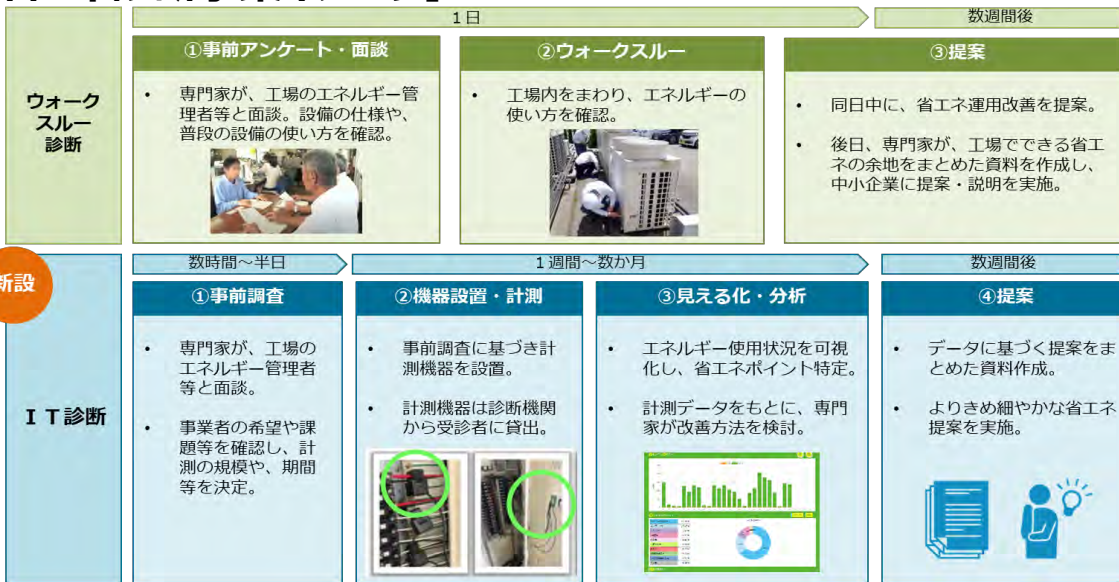 １日
数週間後
ウォーク
スルー
診断
①事前アンケート・面談
• 専門家が、工場のエネルギー管
理者等と面談。設備の仕様や、
普段の設備の使い方を確認。
②ウォークスルー
• 工場内をまわり、エネルギーの
使い方を確認。
③提案
• 同日中に、省エネ運用改善を提案。
• 後日、専門家が、工場でできる省エ
ネの余地をまとめた資料を作成し、
中小企業に提案・説明を実施。
新設
ＩＴ診断
数時間～半日
１週間～数か月
数週間後
①事前調査
• 専門家が、工場の
エネルギー管理者
等と面談。
• 事業者の希望や課
題等を確認し、計
測の規模や、期間
等を決定。
②機器設置・計測
• 事前調査に基づき計
測機器を設置。
• 計測機器は診断機関
から受診者に貸出。
③見える化・分析
• エネルギー使用状況を可視
化し、省エネポイント特定。
• 計測データをもとに、専門
家が改善方法を検討。
④提案
• データに基づく提案をま
とめた資料作成。
• よりきめ細やかな省エネ
提案を実施。